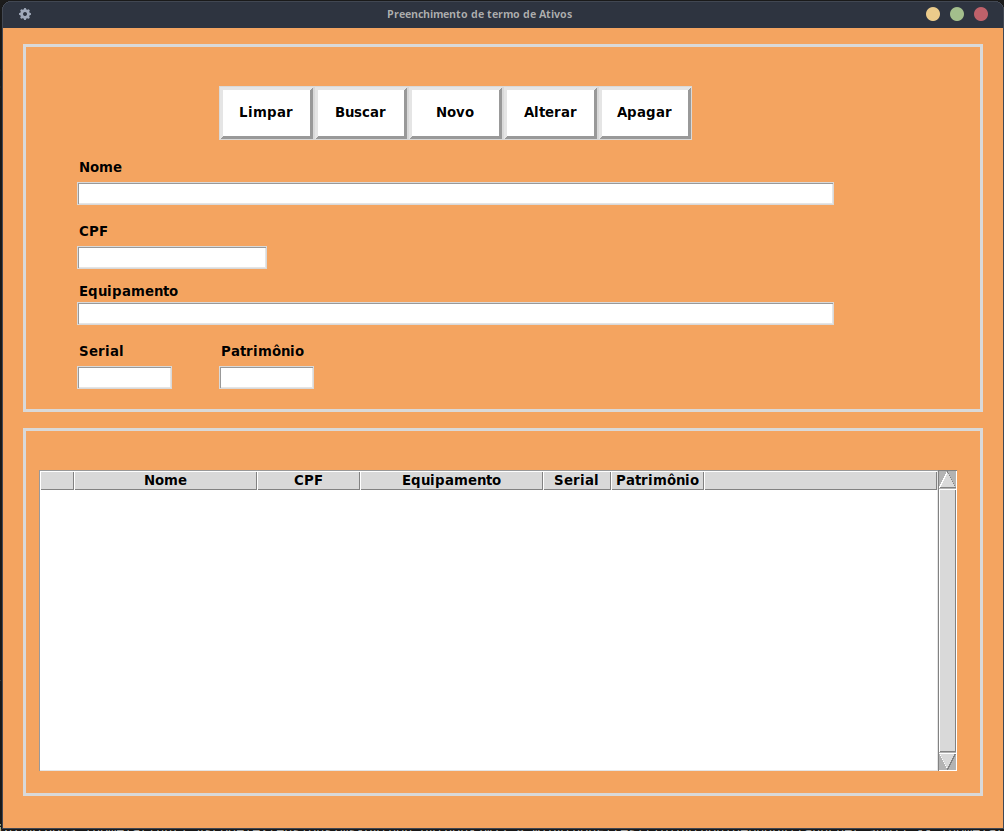 Preenchimento de termo de Ativos
Limpar Buscar Novo Alterar Apagar
Nome
CPF
Equipamento
Serial Patrimônio
Nome CPF Equipamento Serial Patrimônio